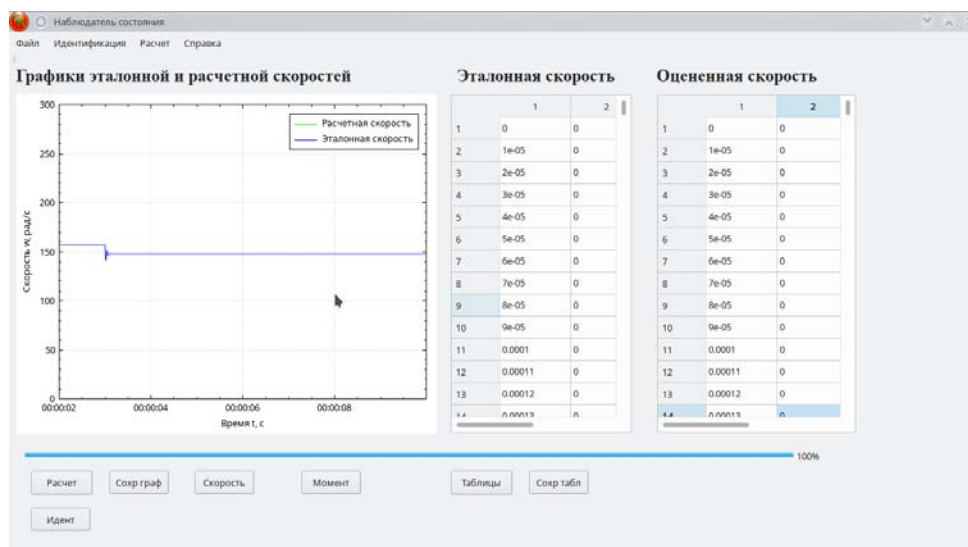 Наблюдатель состояния
Файл Идентификация Расчет Справка
Графики эталонной и расчетной скоростей
Эталонная скорость
Оцененная скорость
300
250
200
150
100
50
0
Скорость w, рад/с
Расчетная скорость
Эталонная скорость
00:00:02 00:00:04 00:00:06 00:00:08
Время t, с
1 2
1 0 0
2 1e-05 0
3 2e-05 0
4 3e-05 0
5 4e-05 0
6 5e-05 0
7 6e-05 0
8 7e-05 0
9 8e-05 0
10 9e-05 0
11 0.0001 0
12 0.00011 0
13 0.00012 0
14 0.00013 0
1 2
1 0 0
2 1e-05 0
3 2e-05 0
4 3e-05 0
5 4e-05 0
6 5e-05 0
7 6e-05 0
8 7e-05 0
9 8e-05 0
10 9e-05 0
11 0.0001 0
12 0.00011 0
13 0.00012 0
14 0.00013 0
100%
Расчет Сохр граф Скорость Момент Таблицы Сохр табл
Идент